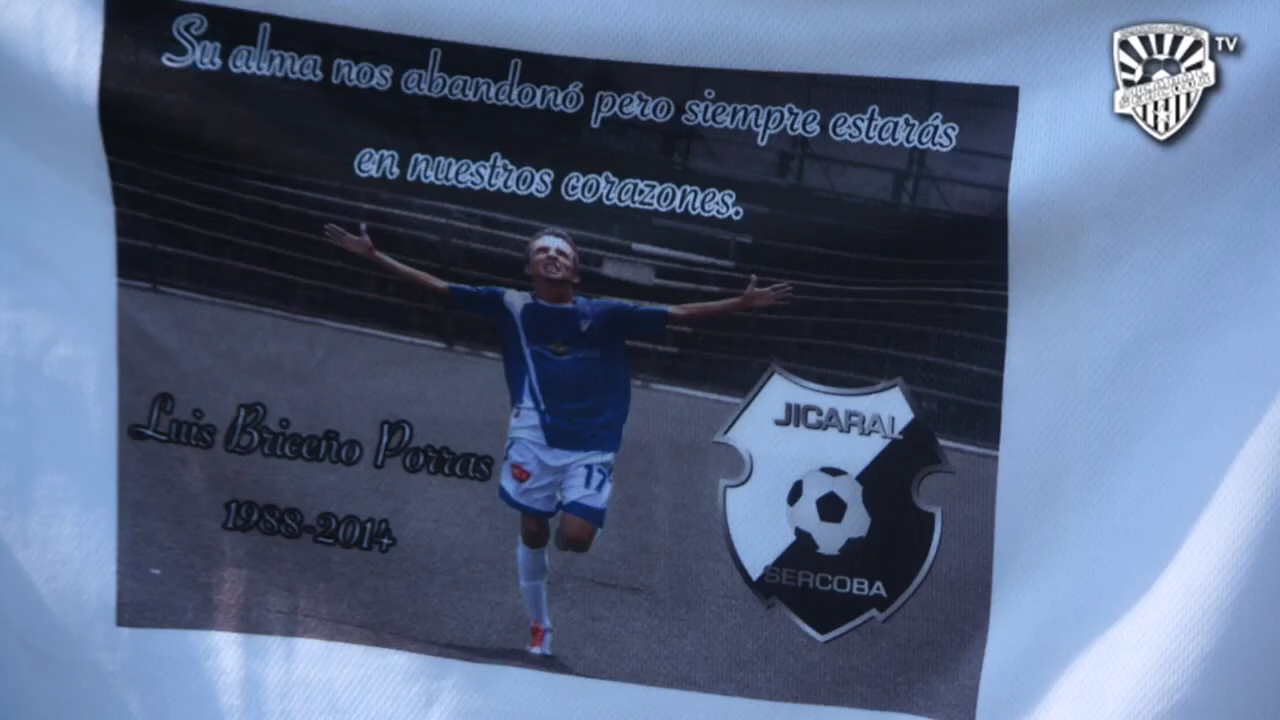 Su alma nos abandonó pero siempre estarás
en nuestros corazones.
TV
JICARAL
Luis Briceño Porras
17
1988-2014
SERCOBA